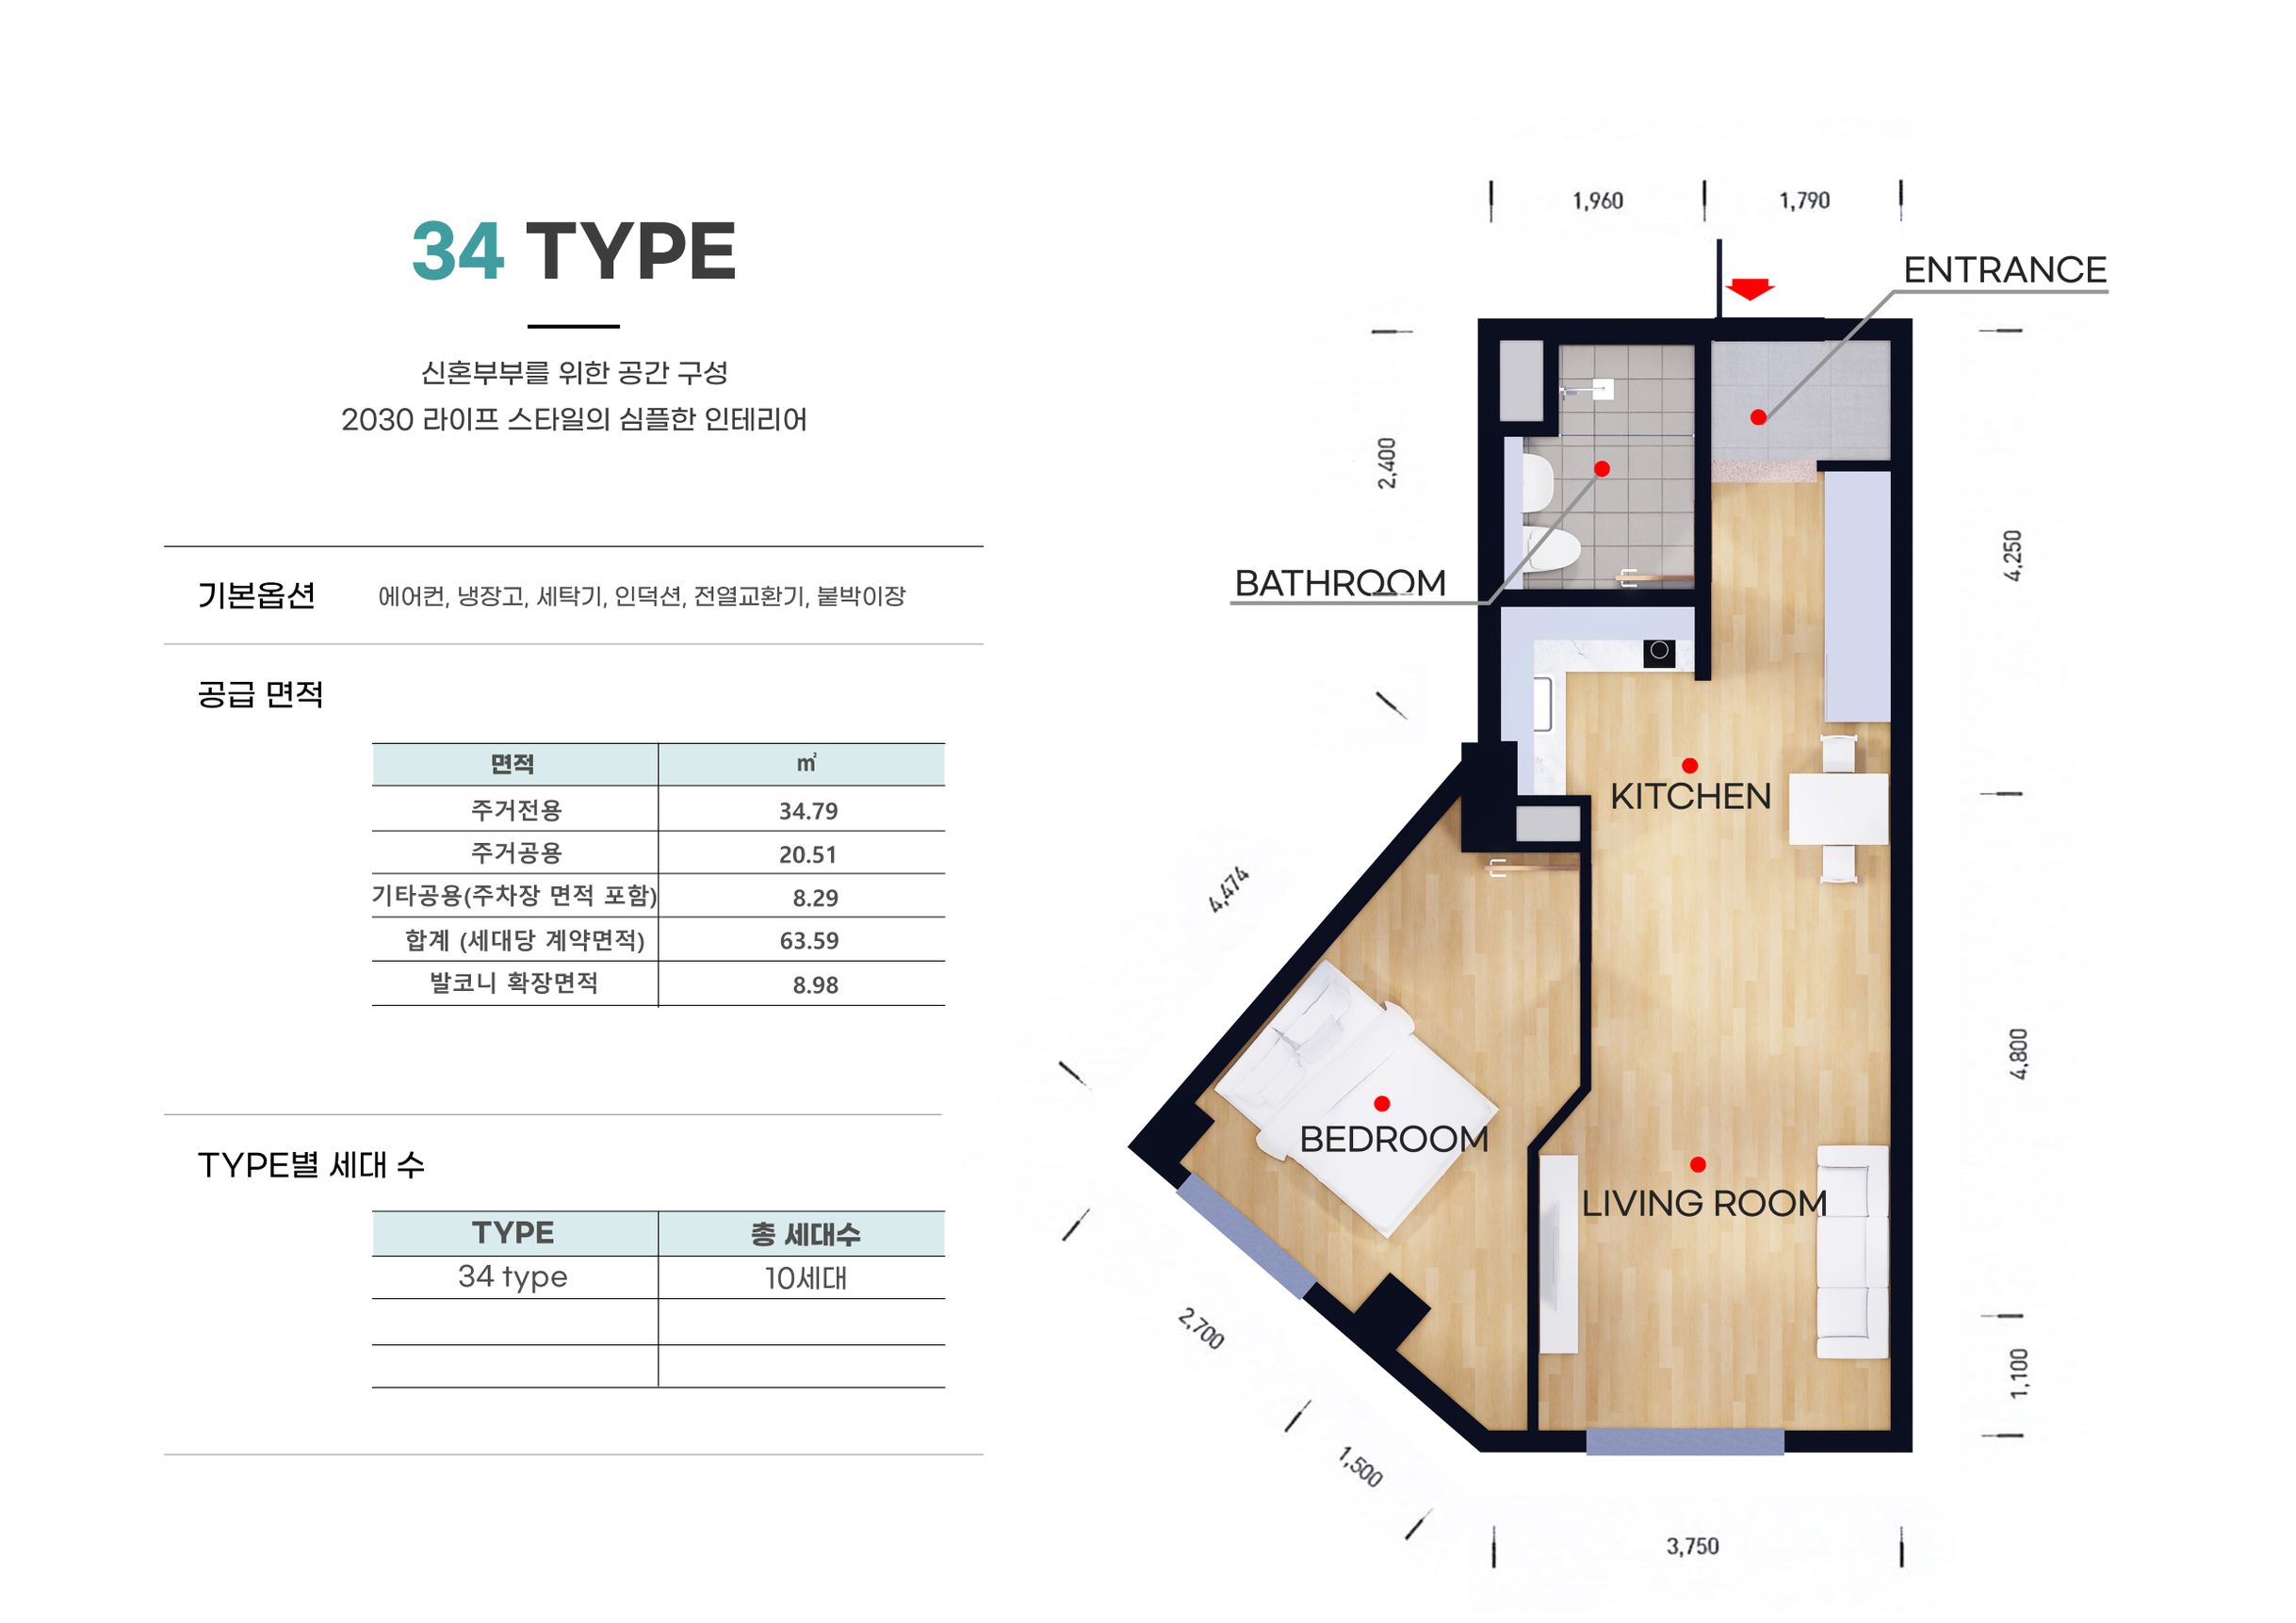 34 TYPE
신혼부부를 위한 공간 구성
2030 라이프 스타일의 심플한 인테리어
기본옵션 에어컨, 냉장고, 세탁기, 인덕션, 전열교환기, 붙박이장
공급 면적
면적 ㎡
주거전용 34.79
주거공용 20.51
기타공용(주차장 면적 포함) 8.29
합계 (세대당 계약면적) 63.59
발코니 확장면적 8.98
TYPE별 세대 수
TYPE 총 세대수
34 type 10세대
1,960 1,790
ENTRANCE
2,400
4,250
BATHROOM
KITCHEN
4,474
4,800
BEDROOM
LIVING ROOM
2,700
1,100
1,500
3,750